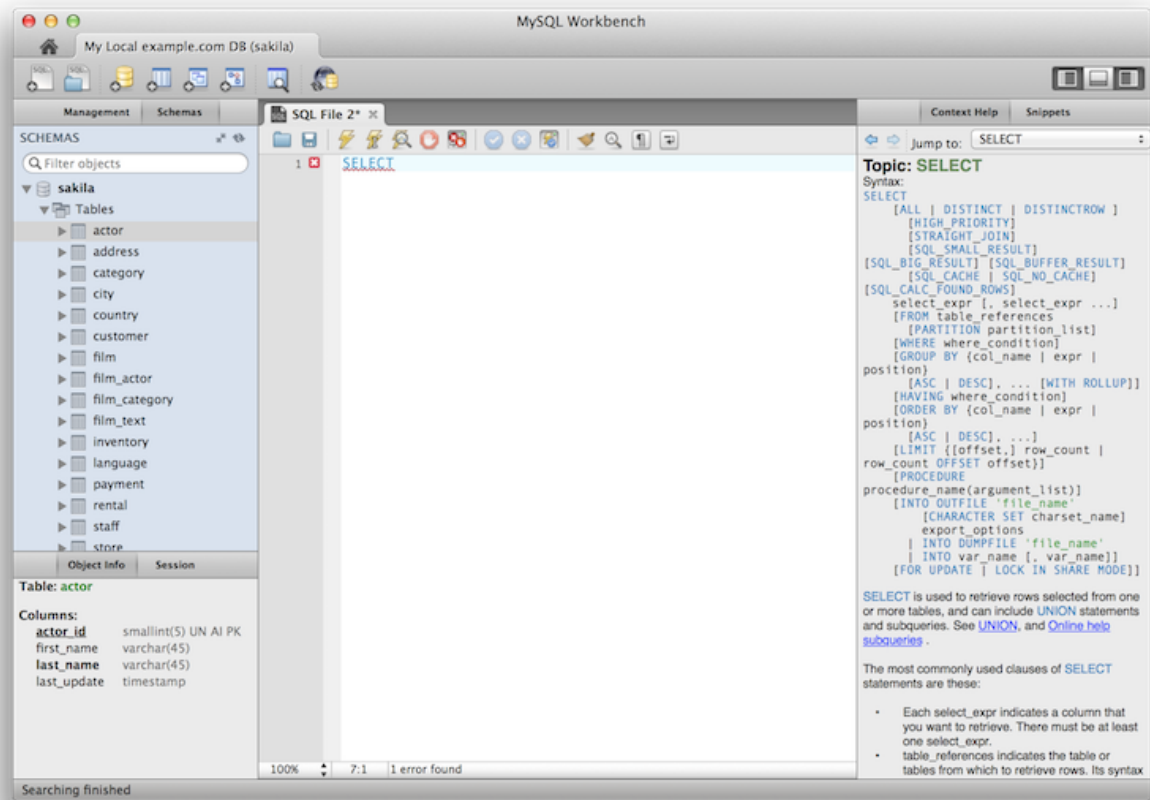 MySQL Workbench
My Local example.com DB (sakila)
Management Schemas
SCHEMAS
Filter objects
sakila
Tables
actor
address
category
city
country
customer
film
film_actor
film_category
film_text
inventory
language
payment
rental
staff
store
Object Info Session
Table: actor
Columns:
actor_id smallint(5) UN AI PK
first_name varchar(45)
last_name varchar(45)
last_update timestamp
SQL File 2*
1 SELECT
100% 7:1 1 error found
Context Help Snippets
Jump to: SELECT
Topic: SELECT
Syntax:
SELECT
[ALL | DISTINCT | DISTINCTROW ]
[HIGH_PRIORITY]
[STRAIGHT_JOIN]
[SQL_SMALL_RESULT]
[SQL_BIG_RESULT] [SQL_BUFFER_RESULT]
[SQL_CACHE | SQL_NO_CACHE]
[SQL_CALC_FOUND_ROWS]
select_expr [, select_expr ...]
[FROM table_references
[PARTITION partition_list]
[WHERE where_condition]
[GROUP BY {col_name | expr |
position}
[ASC | DESC], ... [WITH ROLLUP]]
[HAVING where_condition]
[ORDER BY {col_name | expr |
position}
[ASC | DESC], ...]
[LIMIT {[offset,] row_count |
row_count OFFSET offset}]
[PROCEDURE
procedure_name(argument_list)]
[INTO OUTFILE 'file_name'
[CHARACTER SET charset_name]
export_options
| INTO DUMPFILE 'file_name'
| INTO var_name [, var_name]]
[FOR UPDATE | LOCK IN SHARE MODE]]
SELECT is used to retrieve rows selected from one
or more tables, and can include UNION statements
and subqueries. See UNION, and Online help
subqueries .
The most commonly used clauses of SELECT
statements are these:
• Each select_expr indicates a column that
you want to retrieve. There must be at least
one select_expr.
• table_references indicates the table or
tables from which to retrieve rows. Its syntax
Searching finished